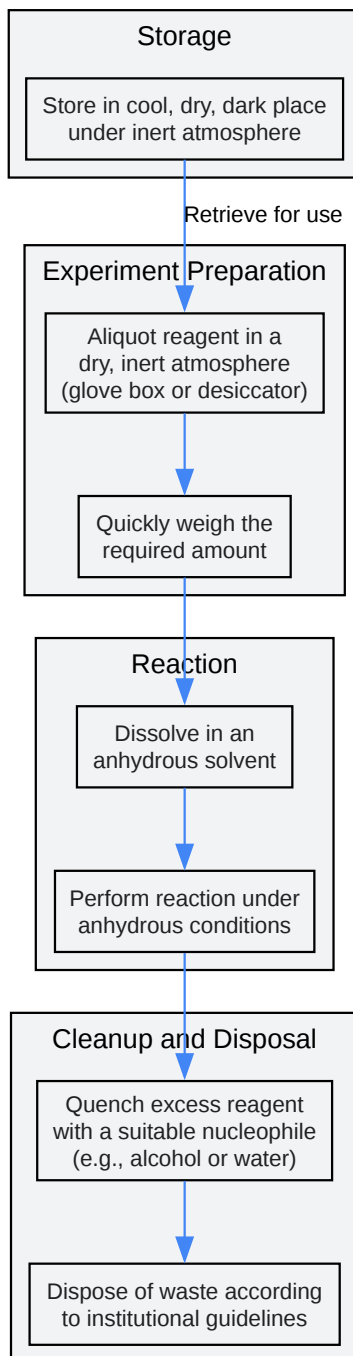 Storage
Store in cool, dry, dark place
under inert atmosphere
Retrieve for use
Experiment Preparation
Aliquot reagent in a
dry, inert atmosphere
(glove box or desiccator)
Quickly weigh the
required amount
Reaction
Dissolve in an
anhydrous solvent
Perform reaction under
anhydrous conditions
Cleanup and Disposal
Quench excess reagent
with a suitable nucleophile
(e.g., alcohol or water)
Dispose of waste according
to institutional guidelines